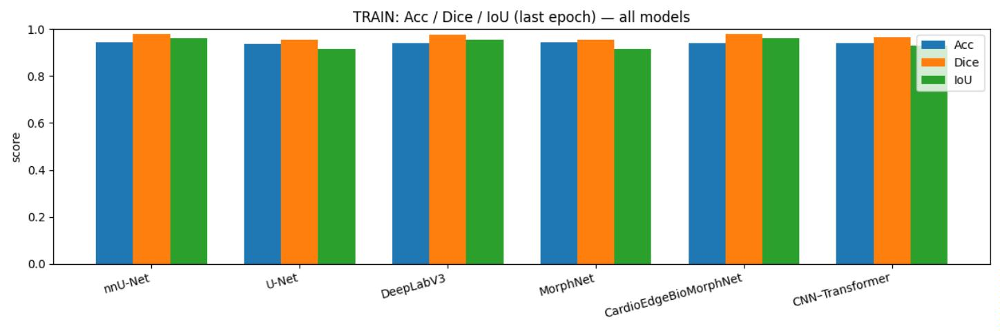 TRAIN: Acc / Dice / IoU (last epoch) — all models
1.0
0.8
0.6
0.4
0.2
0.0
score
Acc
Dice
IoU
nnU-Net
U-Net
DeepLabV3
MorphNet
CardioEdgeBioMorphNet
CNN–Transformer